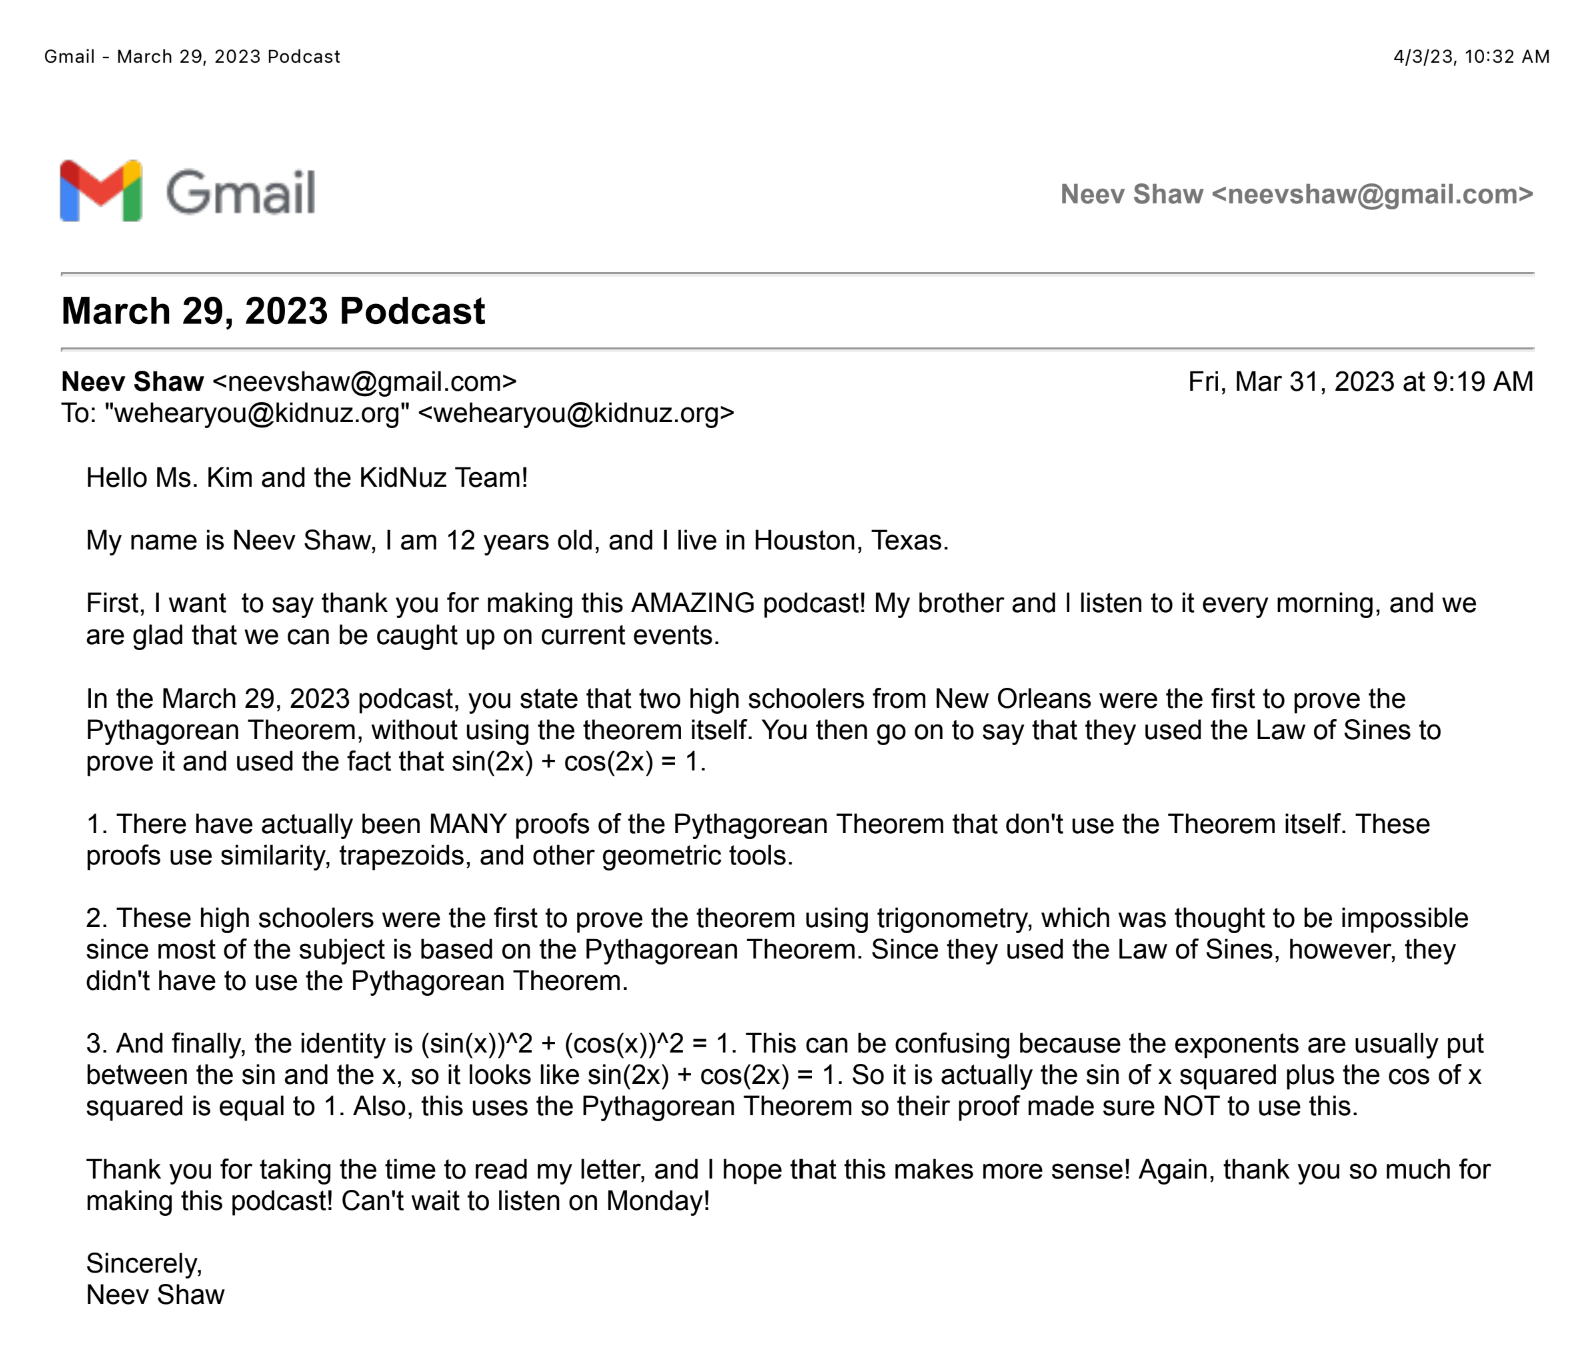 Gmail - March 29, 2023 Podcast
4/3/23, 10:32 AM
Gmail
Neev Shaw <neevshaw@gmail.com>
March 29, 2023 Podcast
Neev Shaw <neevshaw@gmail.com>
Fri, Mar 31, 2023 at 9:19 AM
To: "wehearyou@kidnuz.org" <wehearyou@kidnuz.org>
Hello Ms. Kim and the KidNuz Team!
My name is Neev Shaw, I am 12 years old, and I live in Houston, Texas.
First, I want  to say thank you for making this AMAZING podcast! My brother and I listen to it every morning, and we
are glad that we can be caught up on current events.
In the March 29, 2023 podcast, you state that two high schoolers from New Orleans were the first to prove the
Pythagorean Theorem, without using the theorem itself. You then go on to say that they used the Law of Sines to
prove it and used the fact that sin(2x) + cos(2x) = 1.
1. There have actually been MANY proofs of the Pythagorean Theorem that don't use the Theorem itself. These
proofs use similarity, trapezoids, and other geometric tools.
2. These high schoolers were the first to prove the theorem using trigonometry, which was thought to be impossible
since most of the subject is based on the Pythagorean Theorem. Since they used the Law of Sines, however, they
didn't have to use the Pythagorean Theorem.
3. And finally, the identity is (sin(x))^2 + (cos(x))^2 = 1. This can be confusing because the exponents are usually put
between the sin and the x, so it looks like sin(2x) + cos(2x) = 1. So it is actually the sin of x squared plus the cos of x
squared is equal to 1. Also, this uses the Pythagorean Theorem so their proof made sure NOT to use this.
Thank you for taking the time to read my letter, and I hope that this makes more sense! Again, thank you so much for
making this podcast! Can't wait to listen on Monday!
Sincerely,
Neev Shaw